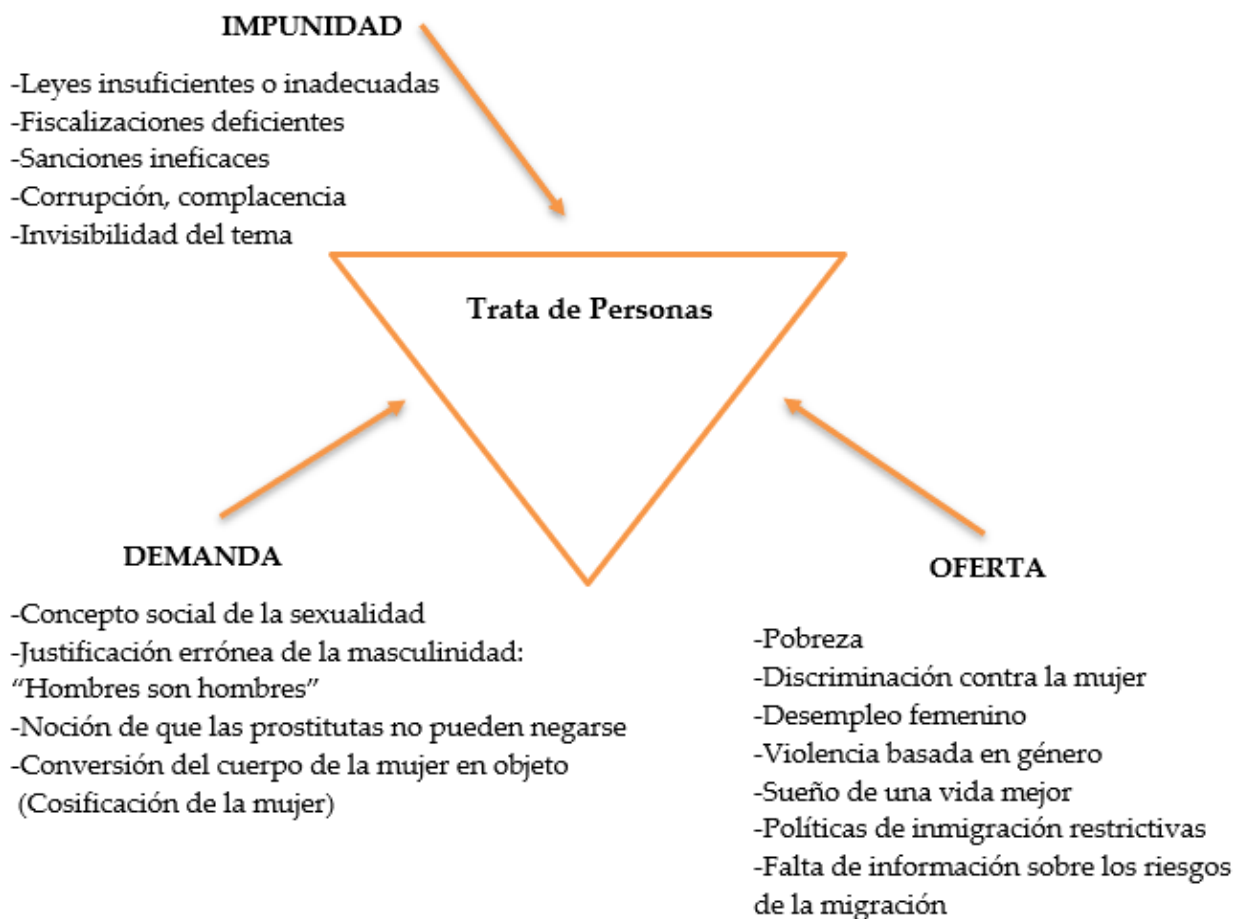 IMPUNIDAD
-Leyes insuficientes o inadecuadas
-Fiscalizaciones deficientes
-Sanciones ineficaces
-Corrupción, complacencia
-Invisibilidad del tema
Trata de Personas
DEMANDA
-Concepto social de la sexualidad
-Justificación errónea de la masculinidad:
“Hombres son hombres”
-Noción de que las prostitutas no pueden negarse
-Conversión del cuerpo de la mujer en objeto
(Cosificación de la mujer)
OFERTA
-Pobreza
-Discriminación contra la mujer
-Desempleo femenino
-Violencia basada en género
-Sueño de una vida mejor
-Políticas de inmigración restrictivas
-Falta de información sobre los riesgos
de la migración